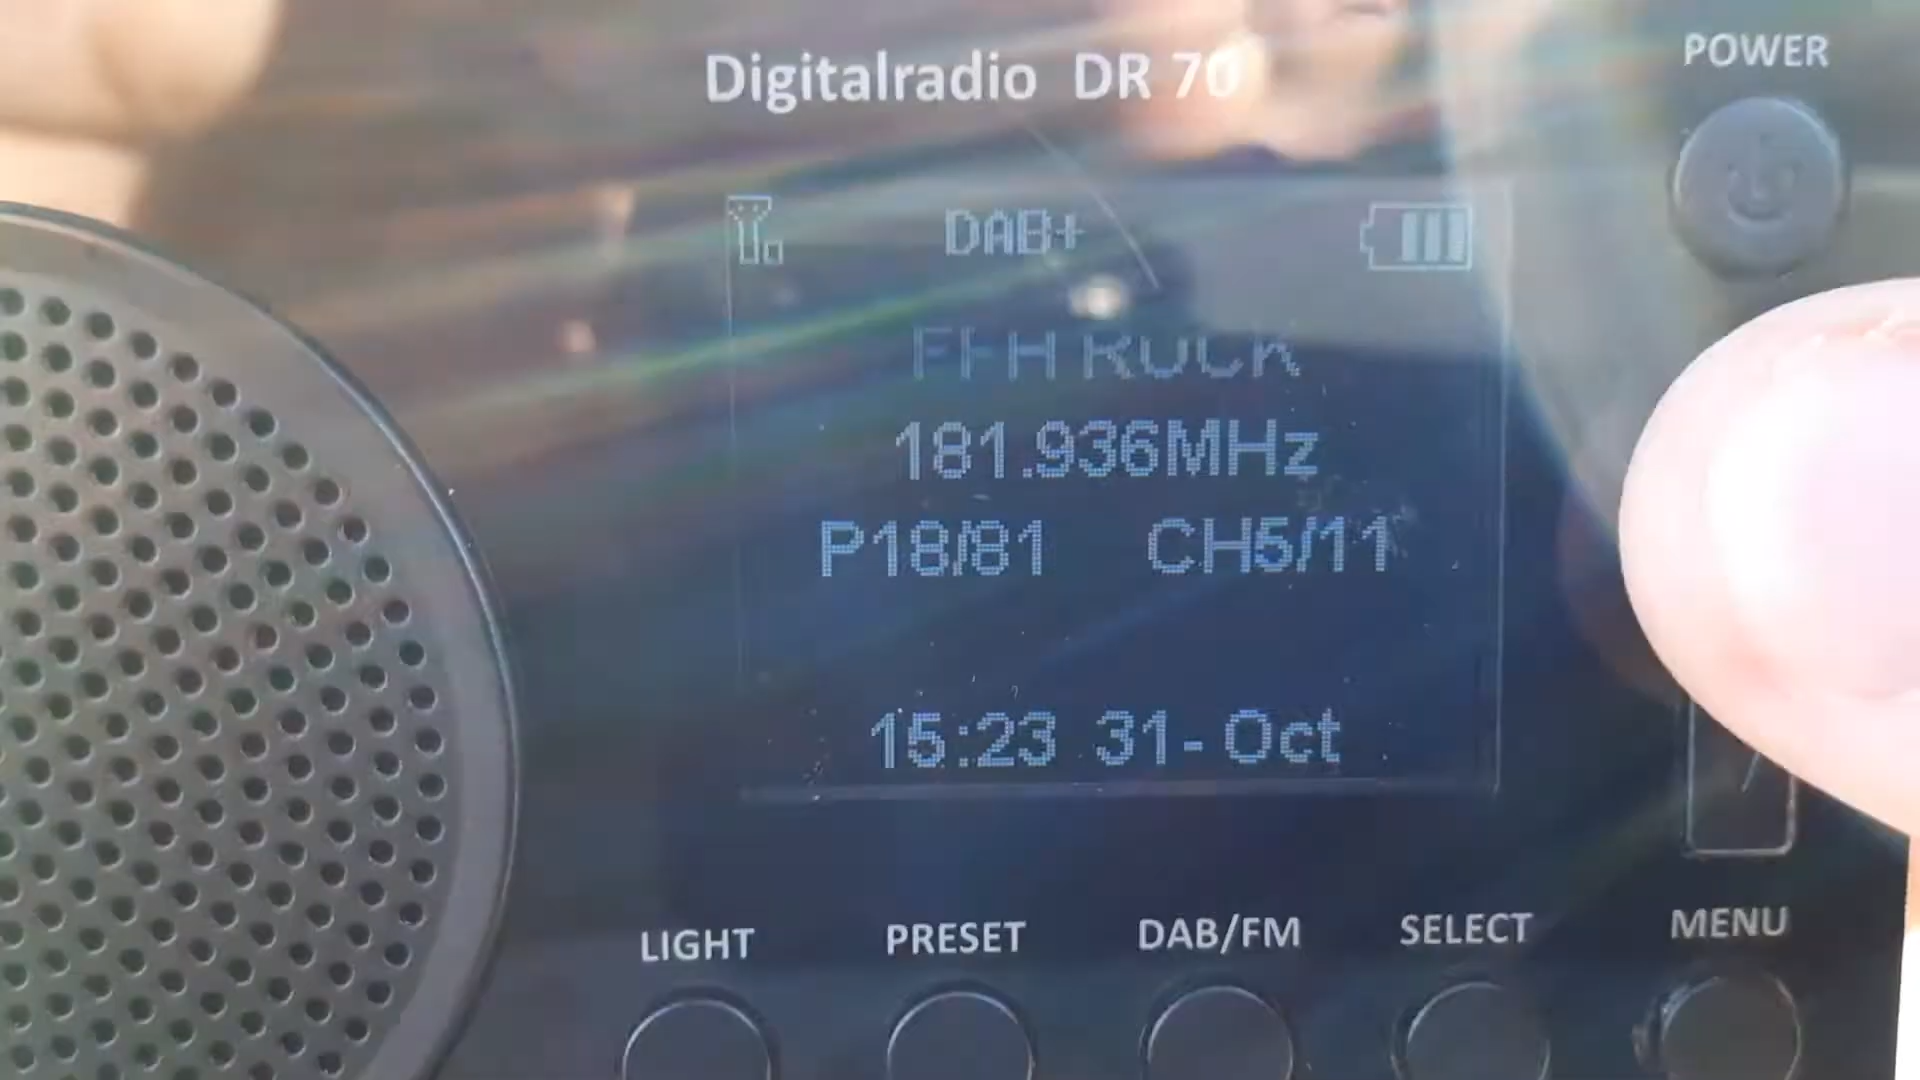 Digitalradio DR 70
POWER
DAB+
FFH ROCK
181.936MHz
P18/81 CH5/11
15:23 31-Oct
LIGHT
PRESET
DAB/FM
SELECT
MENU